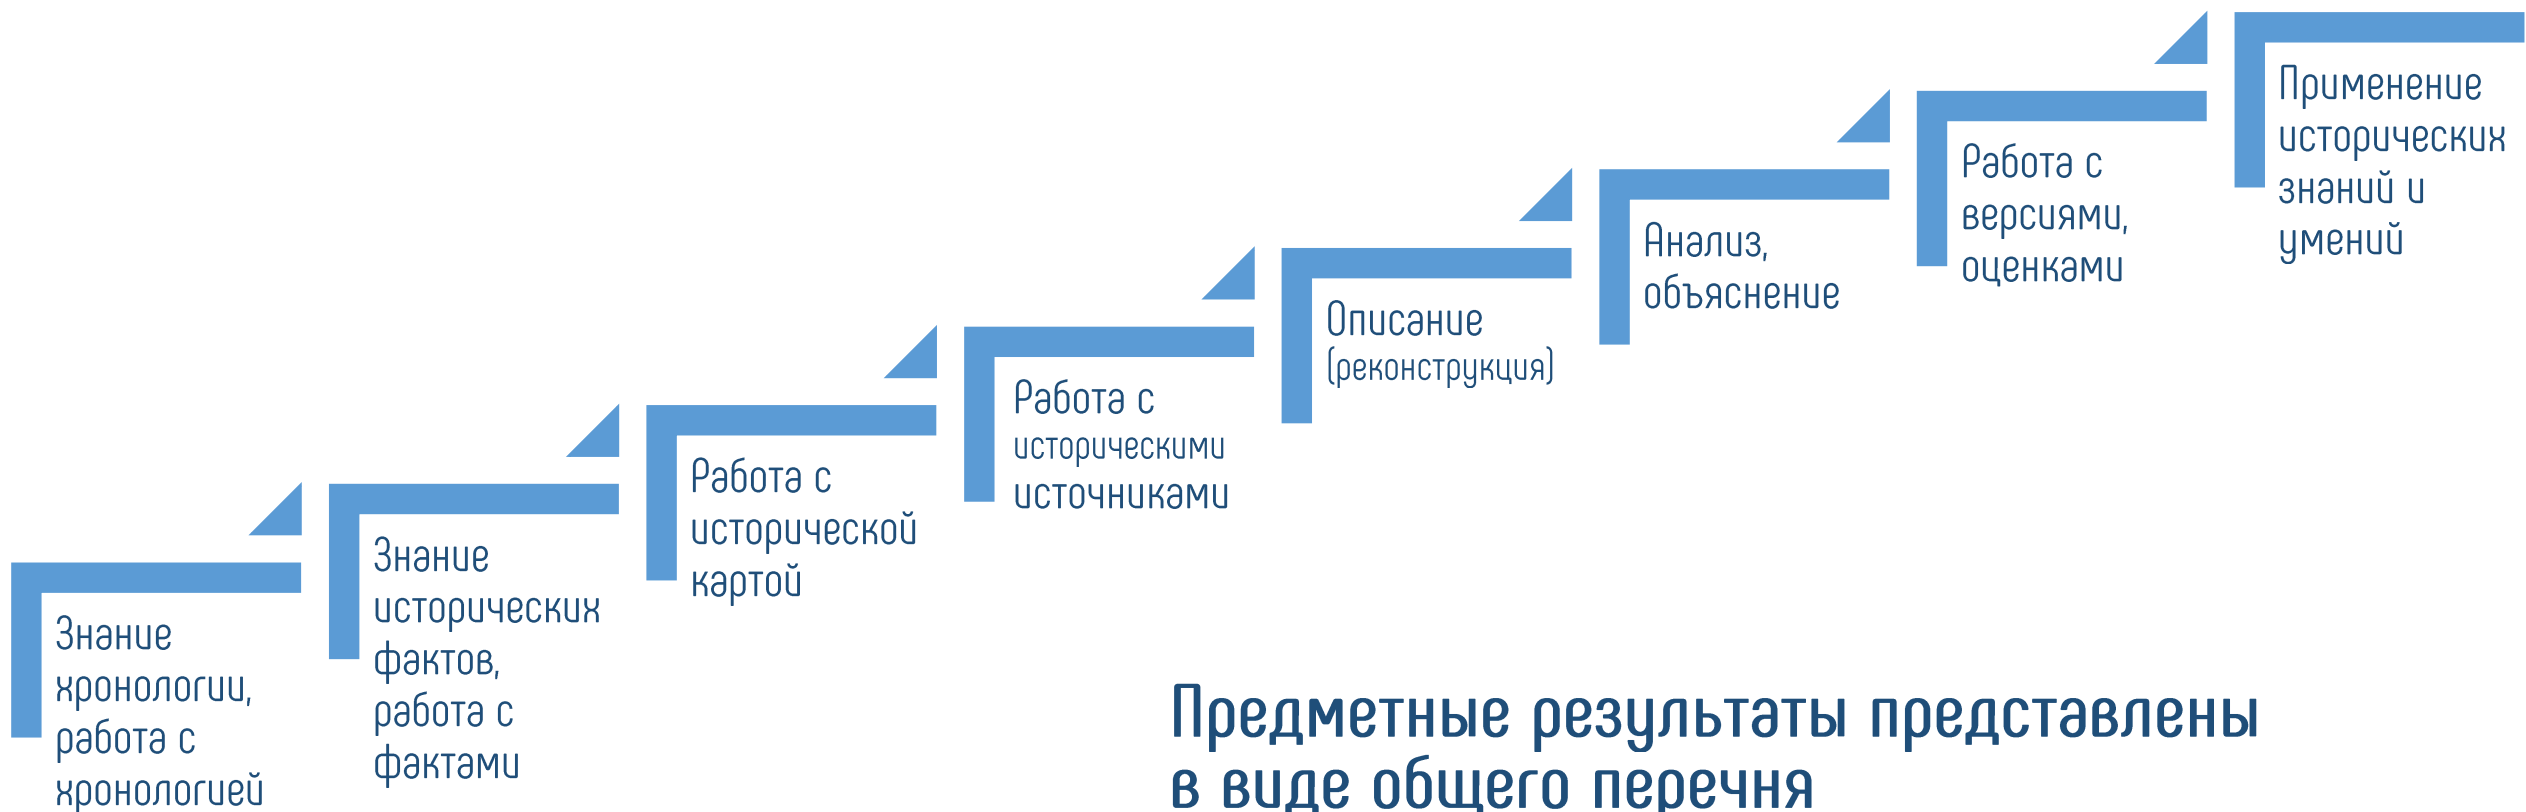 Знание
хронологии,
работа с
хронологией
Знание
исторических
фактов,
работа с
фактами
Работа с
исторической
картой
Работа с
историческими
источниками
Описание
(реконструкция)
Анализ,
объяснение
Работа с
версиями,
оценками
Применение
исторических
знаний и
умений
Предметные результаты представлены
в виде общего перечня